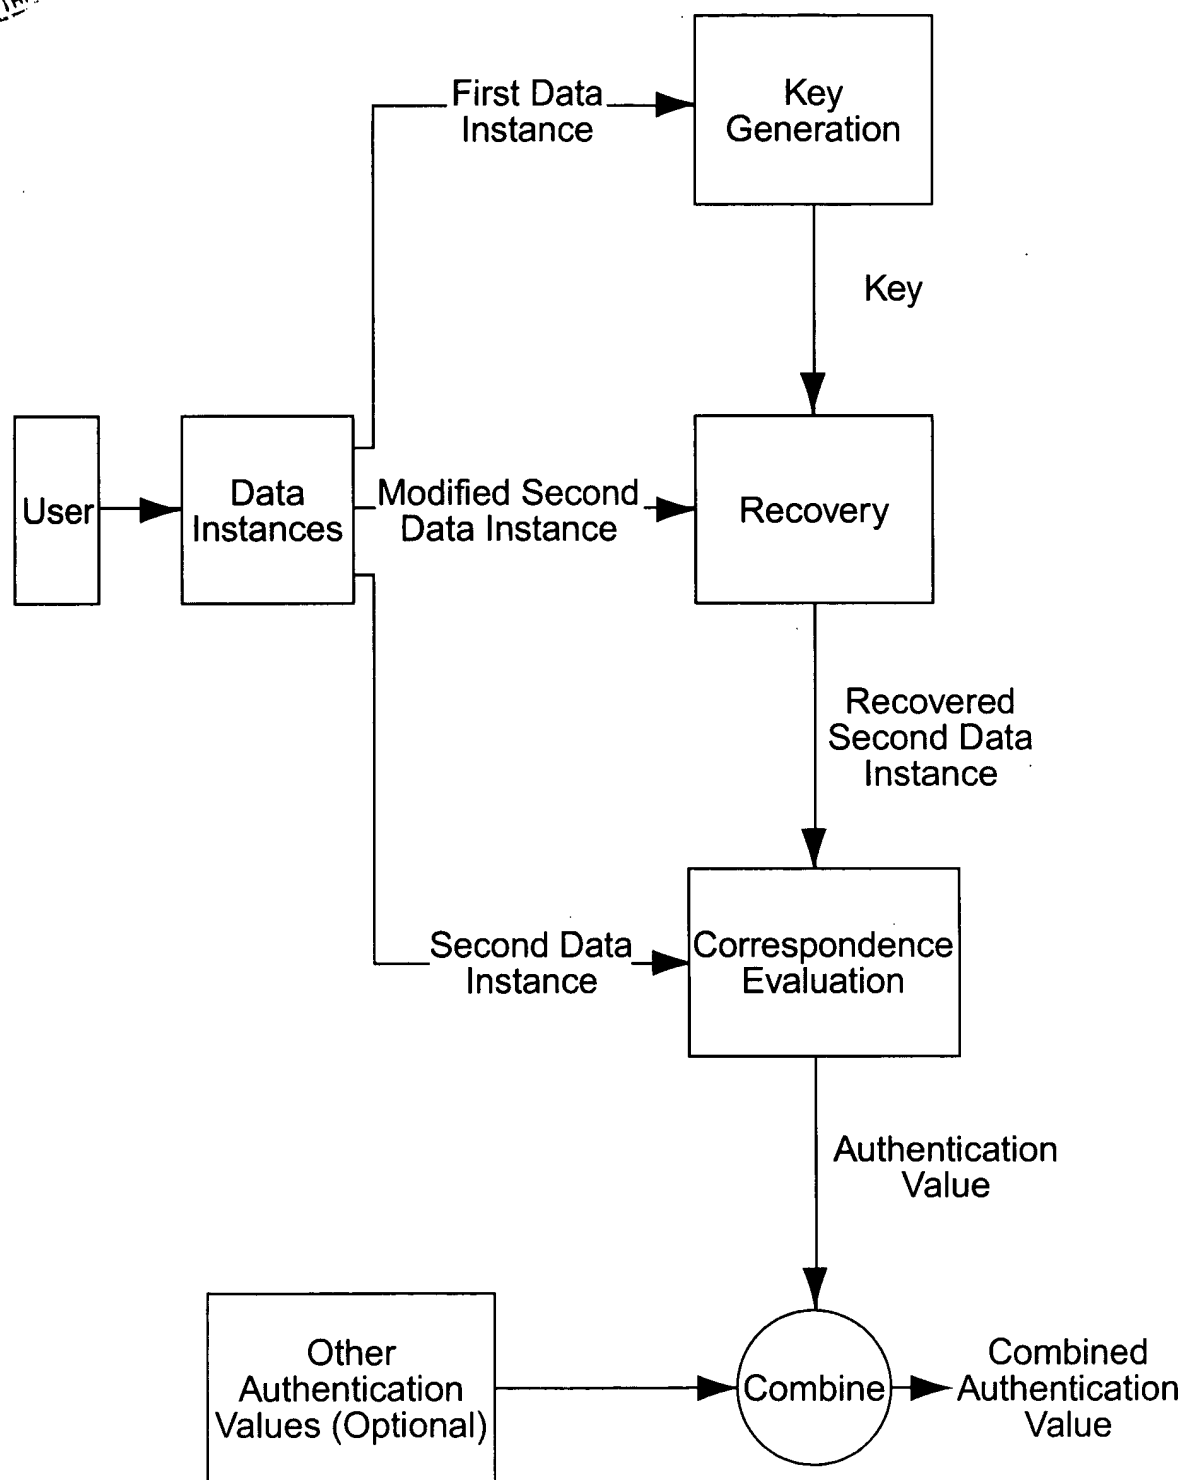 First Data
Instance
Key
Generation
Key
User
Data
Instances
Modified Second
Data Instance
Recovery
Recovered
Second Data
Instance
Second Data
Instance
Correspondence
Evaluation
Authentication
Value
Other
Authentication
Values (Optional)
Combine
Combined
Authentication
Value